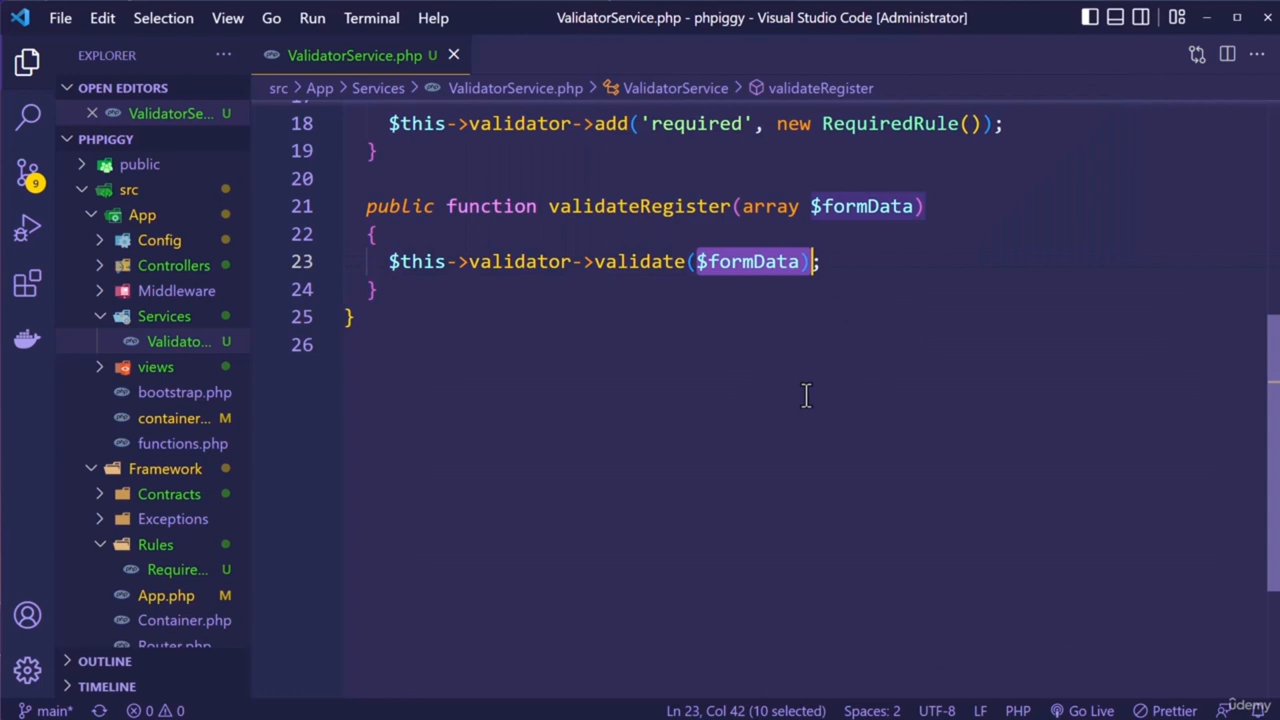 File Edit Selection View Go Run Terminal Help ValidatorService.php - phpiggy - Visual Studio Code [Administrator]
EXPLORER
ValidatorService.php U
OPEN EDITORS
ValidatorSe... U
src > App > Services > ValidatorService.php > ValidatorService > validateRegister
PHPIGGY
public
src
App
Config
Controllers
Middleware
Services
Validato... U
views
bootstrap.php
container... M
functions.php
Framework
Contracts
Exceptions
Rules
Require... U
App.php M
Container.php
Router.php
OUTLINE
TIMELINE
9
18 $this->validator->add('required', new RequiredRule());
19 }
20
21 public function validateRegister(array $formData)
22 {
23 $this->validator->validate($formData);
24 }
25 }
26
main* 0 0 Ln 23, Col 42 (10 selected) Spaces: 2 UTF-8 LF PHP Go Live Prettier
ûdemy